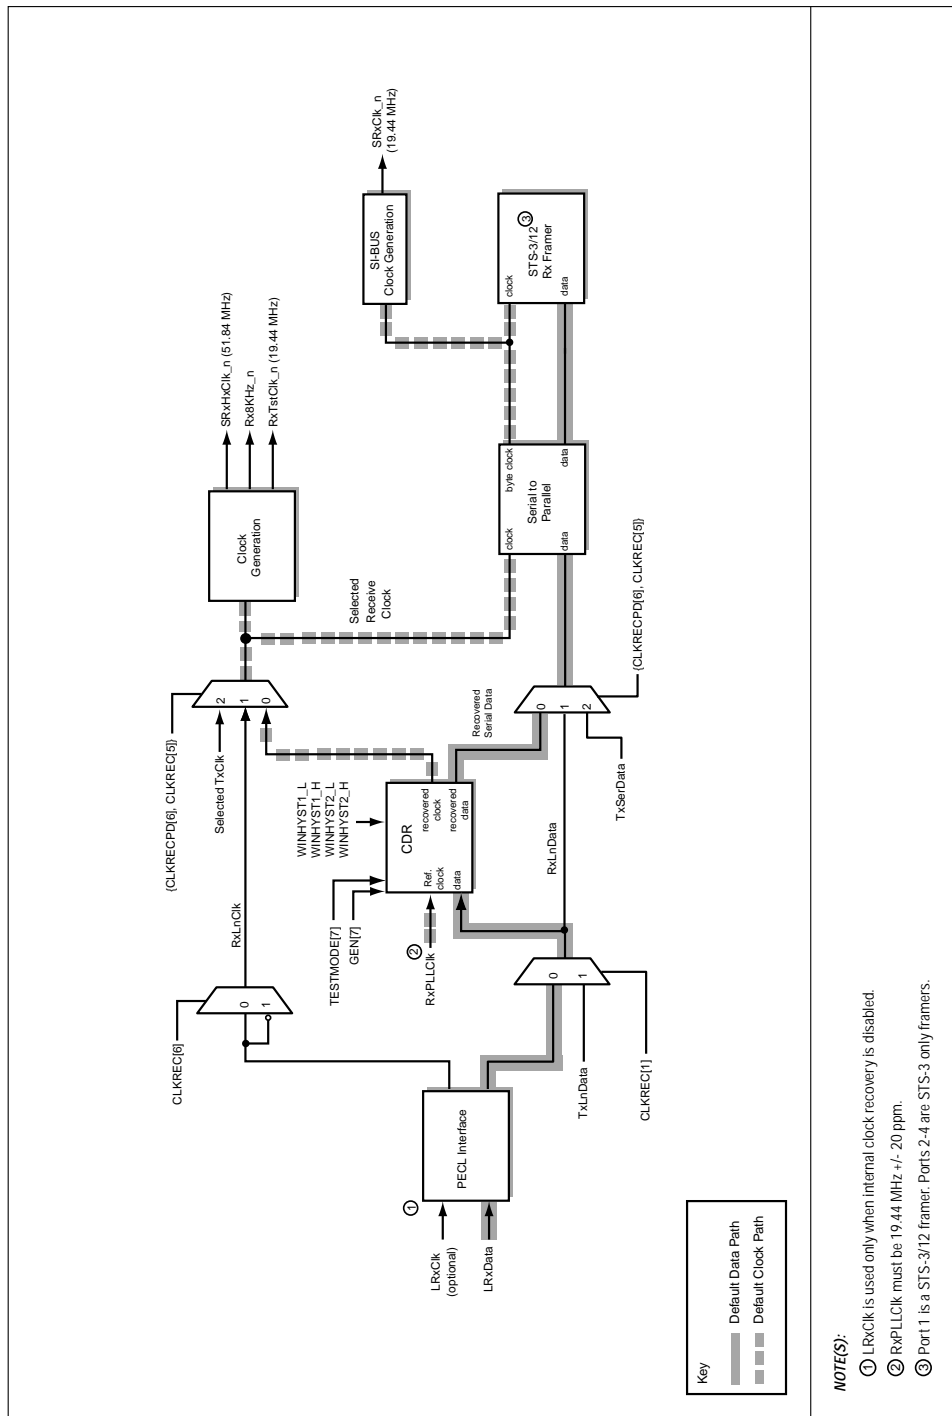 LRxClk
(optional)
LRxData
1
PECL Interface
CLKREC[6]
0
1
RxLnClk
TxLnData
CLKREC[1]
0
1
RxLnData
TESTMODE[7]
GEN[7]
2
RxPLLClk
WINHYST1_L
WINHYST1_H
WINHYST2_L
WINHYST2_H
CDR
Ref.
clock
data
recovered
clock
recovered
data
{CLKRECPD[6], CLKREC[5]}
Selected TxClk
2
1
0
Recovered
Serial Data
0
1
2
TxSerData
{CLKRECPD[6], CLKREC[5]}
Selected
Receive
Clock
Clock
Generation
SRxHxClk_n (51.84 MHz)
Rx8KHz_n
RxTstClk_n (19.44 MHz)
clock
byte clock
Serial to
Parallel
data
data
SI-BUS
Clock Generation
SRxClk_n
(19.44 MHz)
clock
STS-3/12 3
Rx Framer
data
Key
Default Data Path
Default Clock Path
NOTE(S):
1 LRxClk is used only when internal clock recovery is disabled.
2 RxPLLClk must be 19.44 MHz +/- 20 ppm.
3 Port 1 is a STS-3/12 framer. Ports 2-4 are STS-3 only framers.